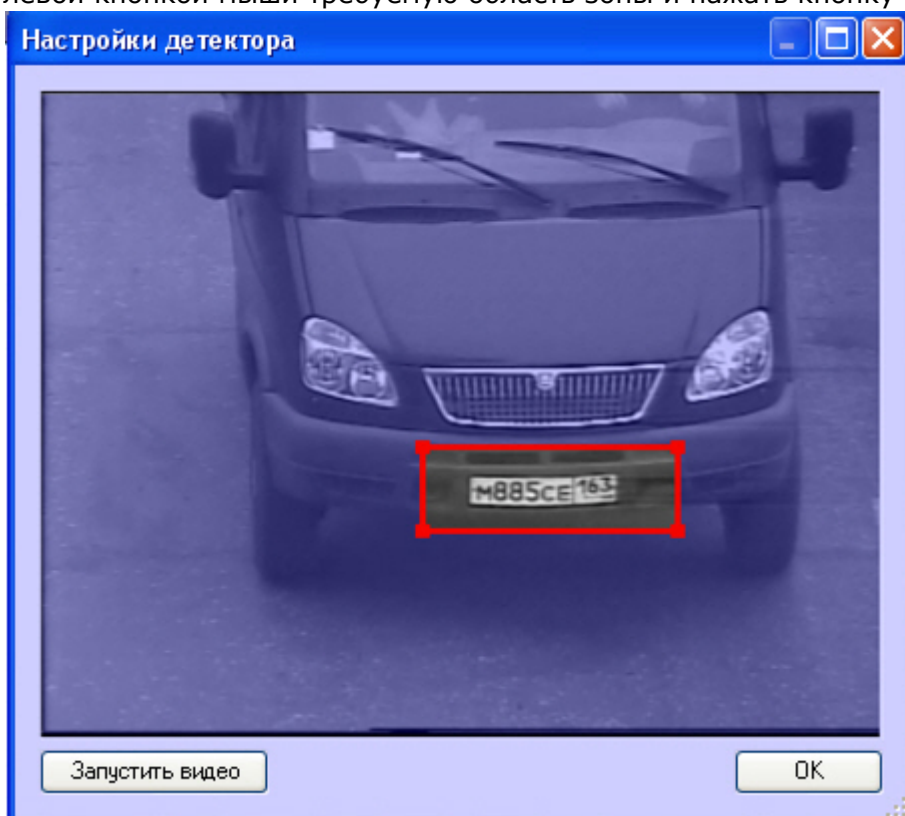 левой кнопкой мыши требуемую область зоны и нажать кнопку
Настройки детектора
М885СЕ 163
Запустить видео
OK